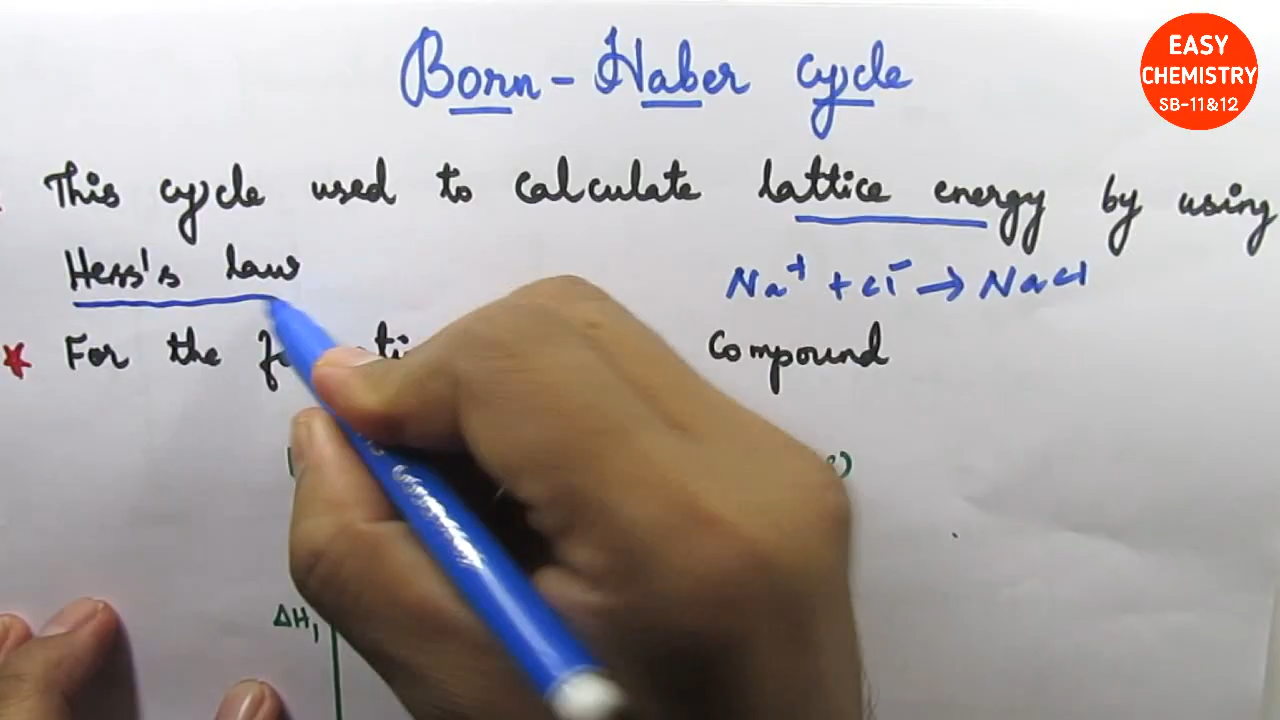 Born-Haber cycle
EASY
CHEMISTRY
SB-11&12
This cycle used to calculate lattice energy by using
Hess's law
Na⁺ + Cl⁻ → NaCl
For the compound
ΔH₁